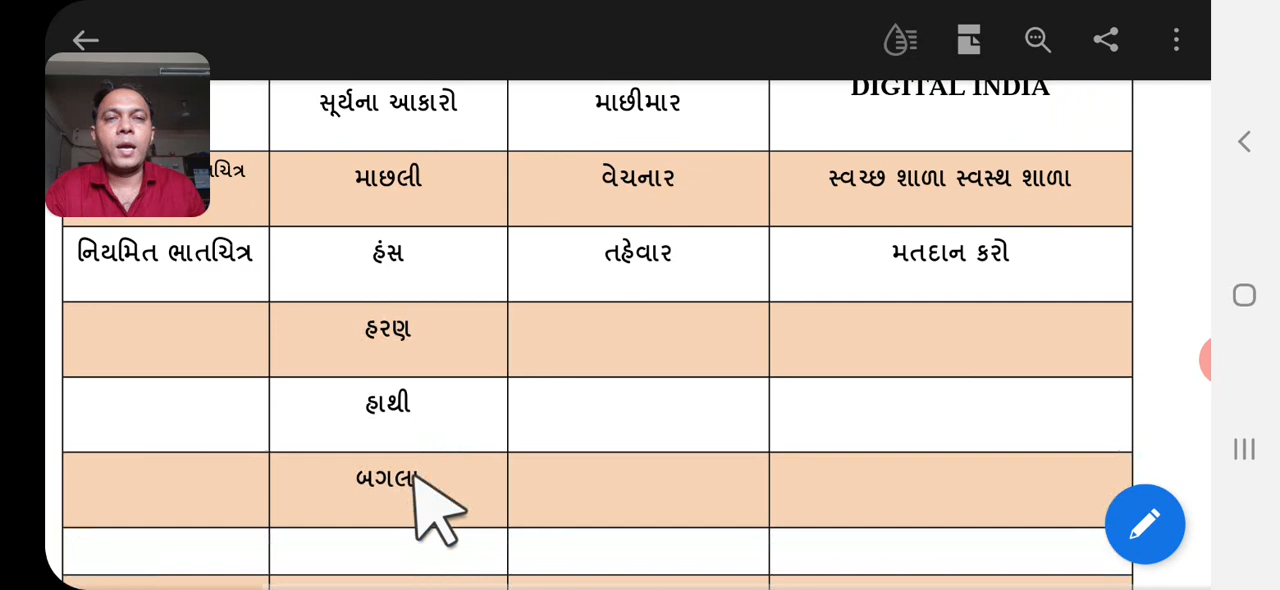 સૂર્યના આકારો માછીમાર DIGITAL INDIA
માછલી વેચનાર સ્વચ્છ શાળા સ્વસ્થ શાળા
નિયમિત ભાતચિત્ર હંસ તહેવાર મતદાન કરો
હરણ
હાથી
બગલા